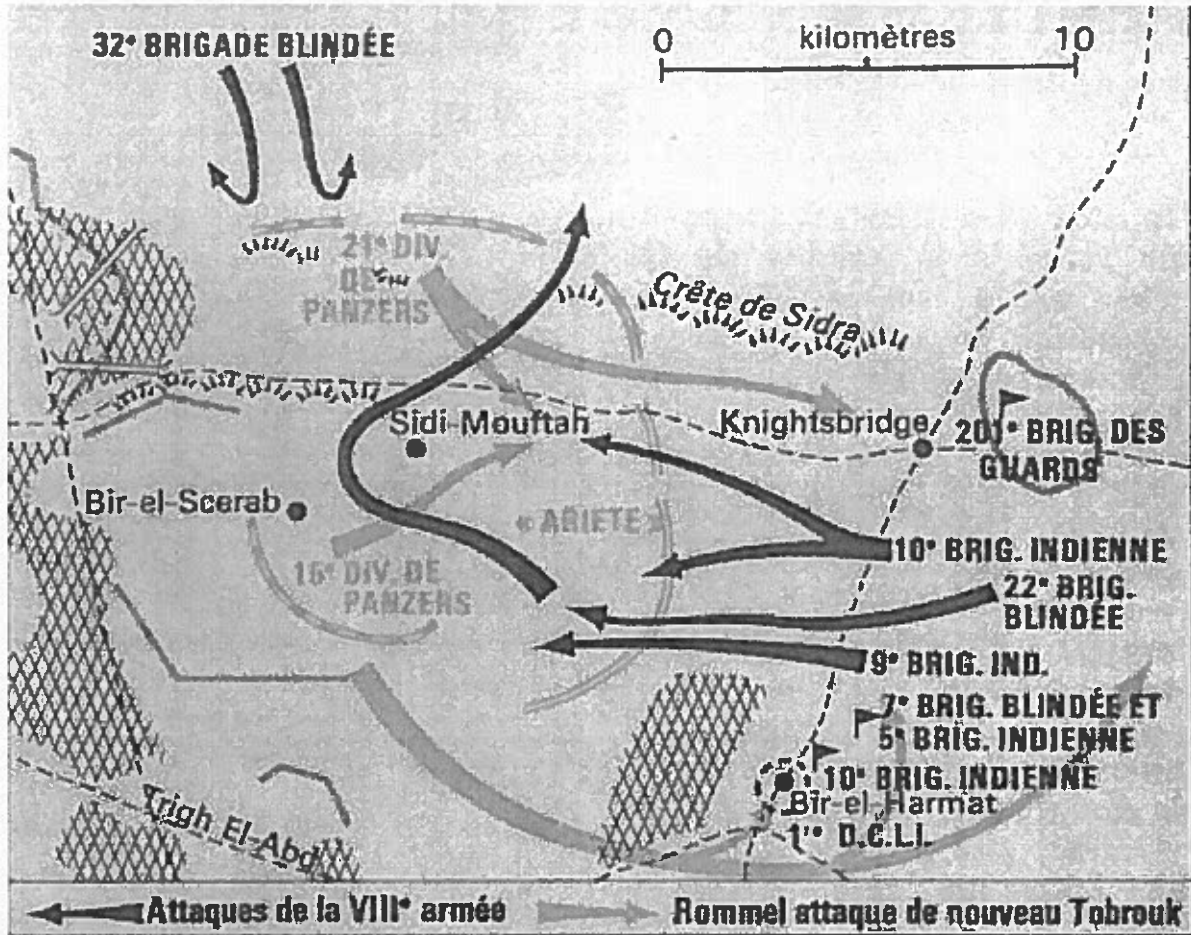 32e BRIGADE BLINDÉE
0 kilomètres 10
21e DIV
DE
PANZERS
Crête de Sidra
Sidi-Mouftah
Knightsbridge
201e BRIG. DES
GUARDS
Bîr-el-Scerab
« ARIETE »
10e BRIG. INDIENNE
15e DIV. DE
PANZERS
22e BRIG.
BLINDÉE
9e BRIG. IND.
7e BRIG. BLINDÉE ET
5e BRIG. INDIENNE
10e BRIG. INDIENNE
Bîr-el-Harmat
1re D.C.L.I.
Trigh El-Abd
Attaques de la VIIIe armée
Rommel attaque de nouveau Tobrouk